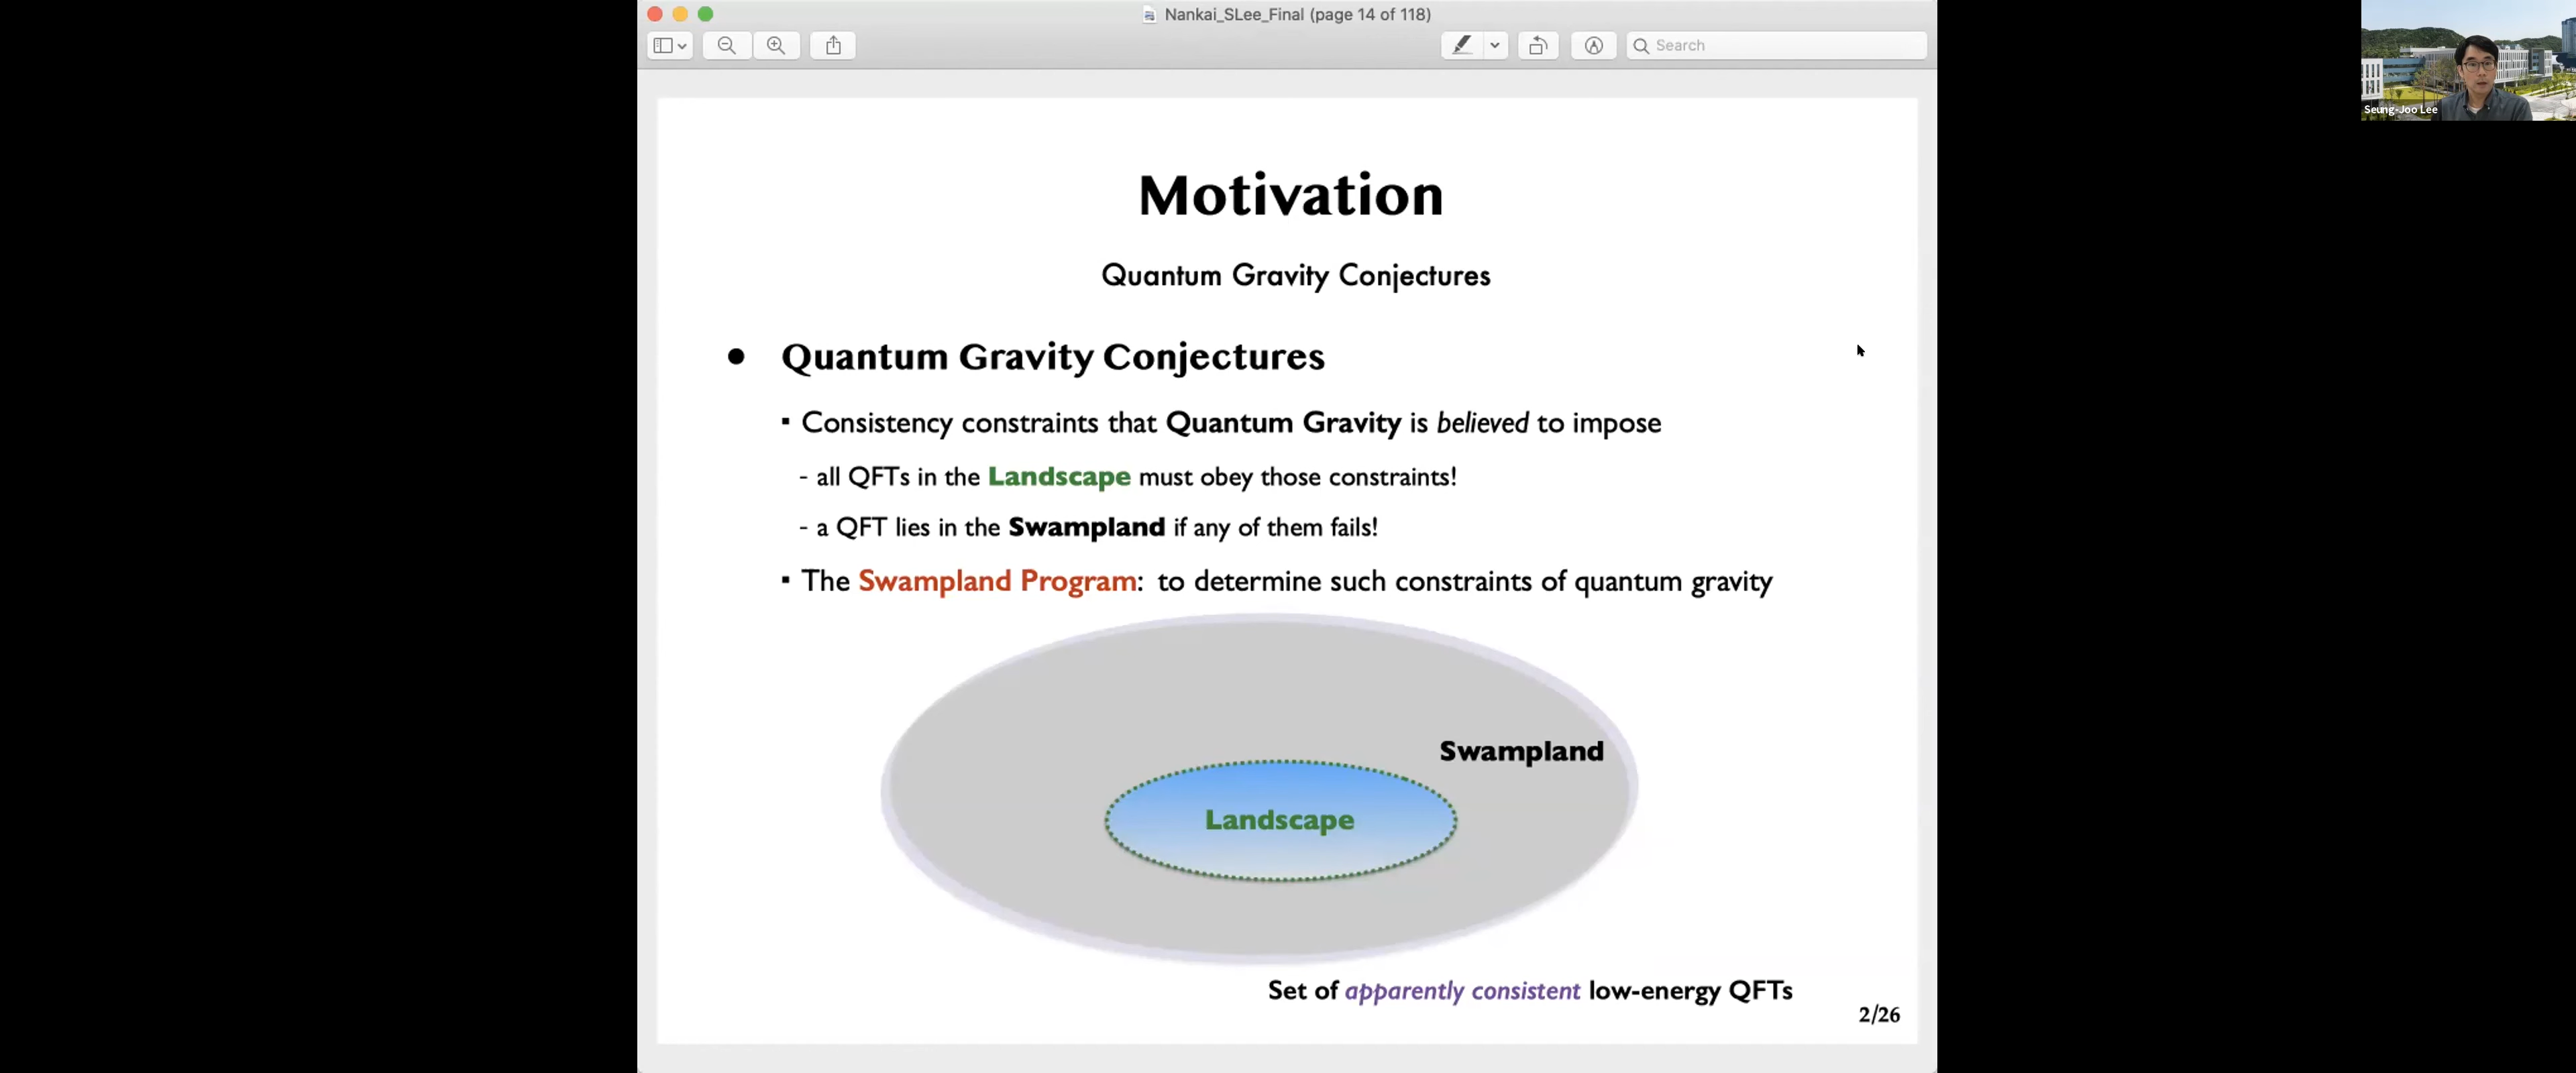 Nankai_SLee_Final (page 14 of 118)
Search
Seung-Joo Lee
Motivation
Quantum Gravity Conjectures
● Quantum Gravity Conjectures
▪ Consistency constraints that Quantum Gravity is believed to impose
- all QFTs in the Landscape must obey those constraints!
- a QFT lies in the Swampland if any of them fails!
▪ The Swampland Program: to determine such constraints of quantum gravity
Swampland
Landscape
Set of apparently consistent low-energy QFTs
2/26